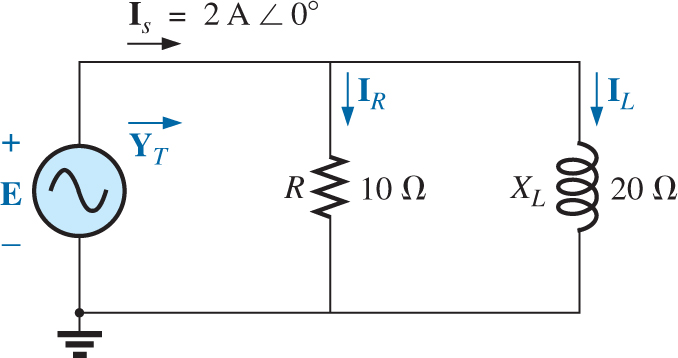 I_s = 2 A ∠ 0°
I_R
I_L
+
Y_T
E
R
10 Ω
X_L
20 Ω
–